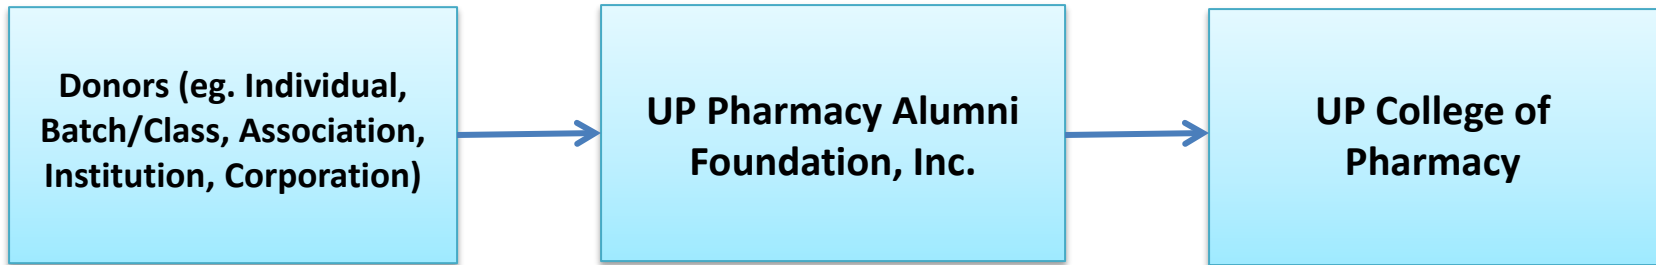 Donors (eg. Individual,
Batch/Class, Association,
Institution, Corporation)
UP Pharmacy Alumni
Foundation, Inc.
UP College of
Pharmacy